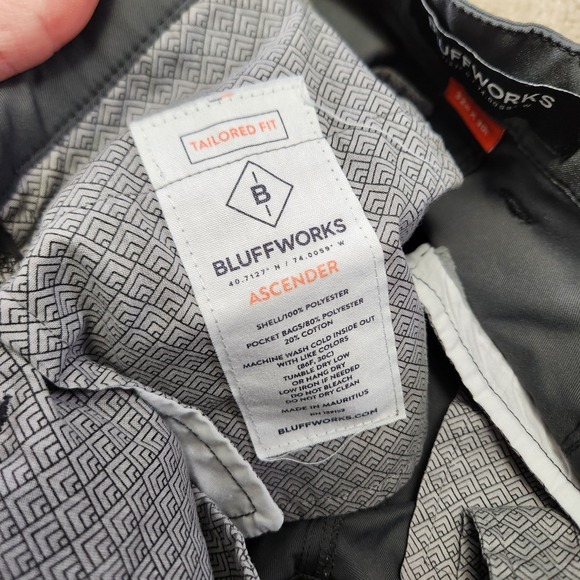 TAILORED FIT
B
BLUFFWORKS
40.7127° N / 74.0059° W
ASCENDER
SHELL/100% POLYESTER
POCKET BAGS/80% POLYESTER
20% COTTON
MACHINE WASH COLD INSIDE OUT
WITH LIKE COLORS
(86F, 30C)
TUMBLE DRY LOW
OR HANG DRY
LOW IRON IF NEEDED
DO NOT BLEACH
DO NOT DRY CLEAN
MADE IN MAURITIUS
BLUFFWORKS.COM
BLUFFWORKS